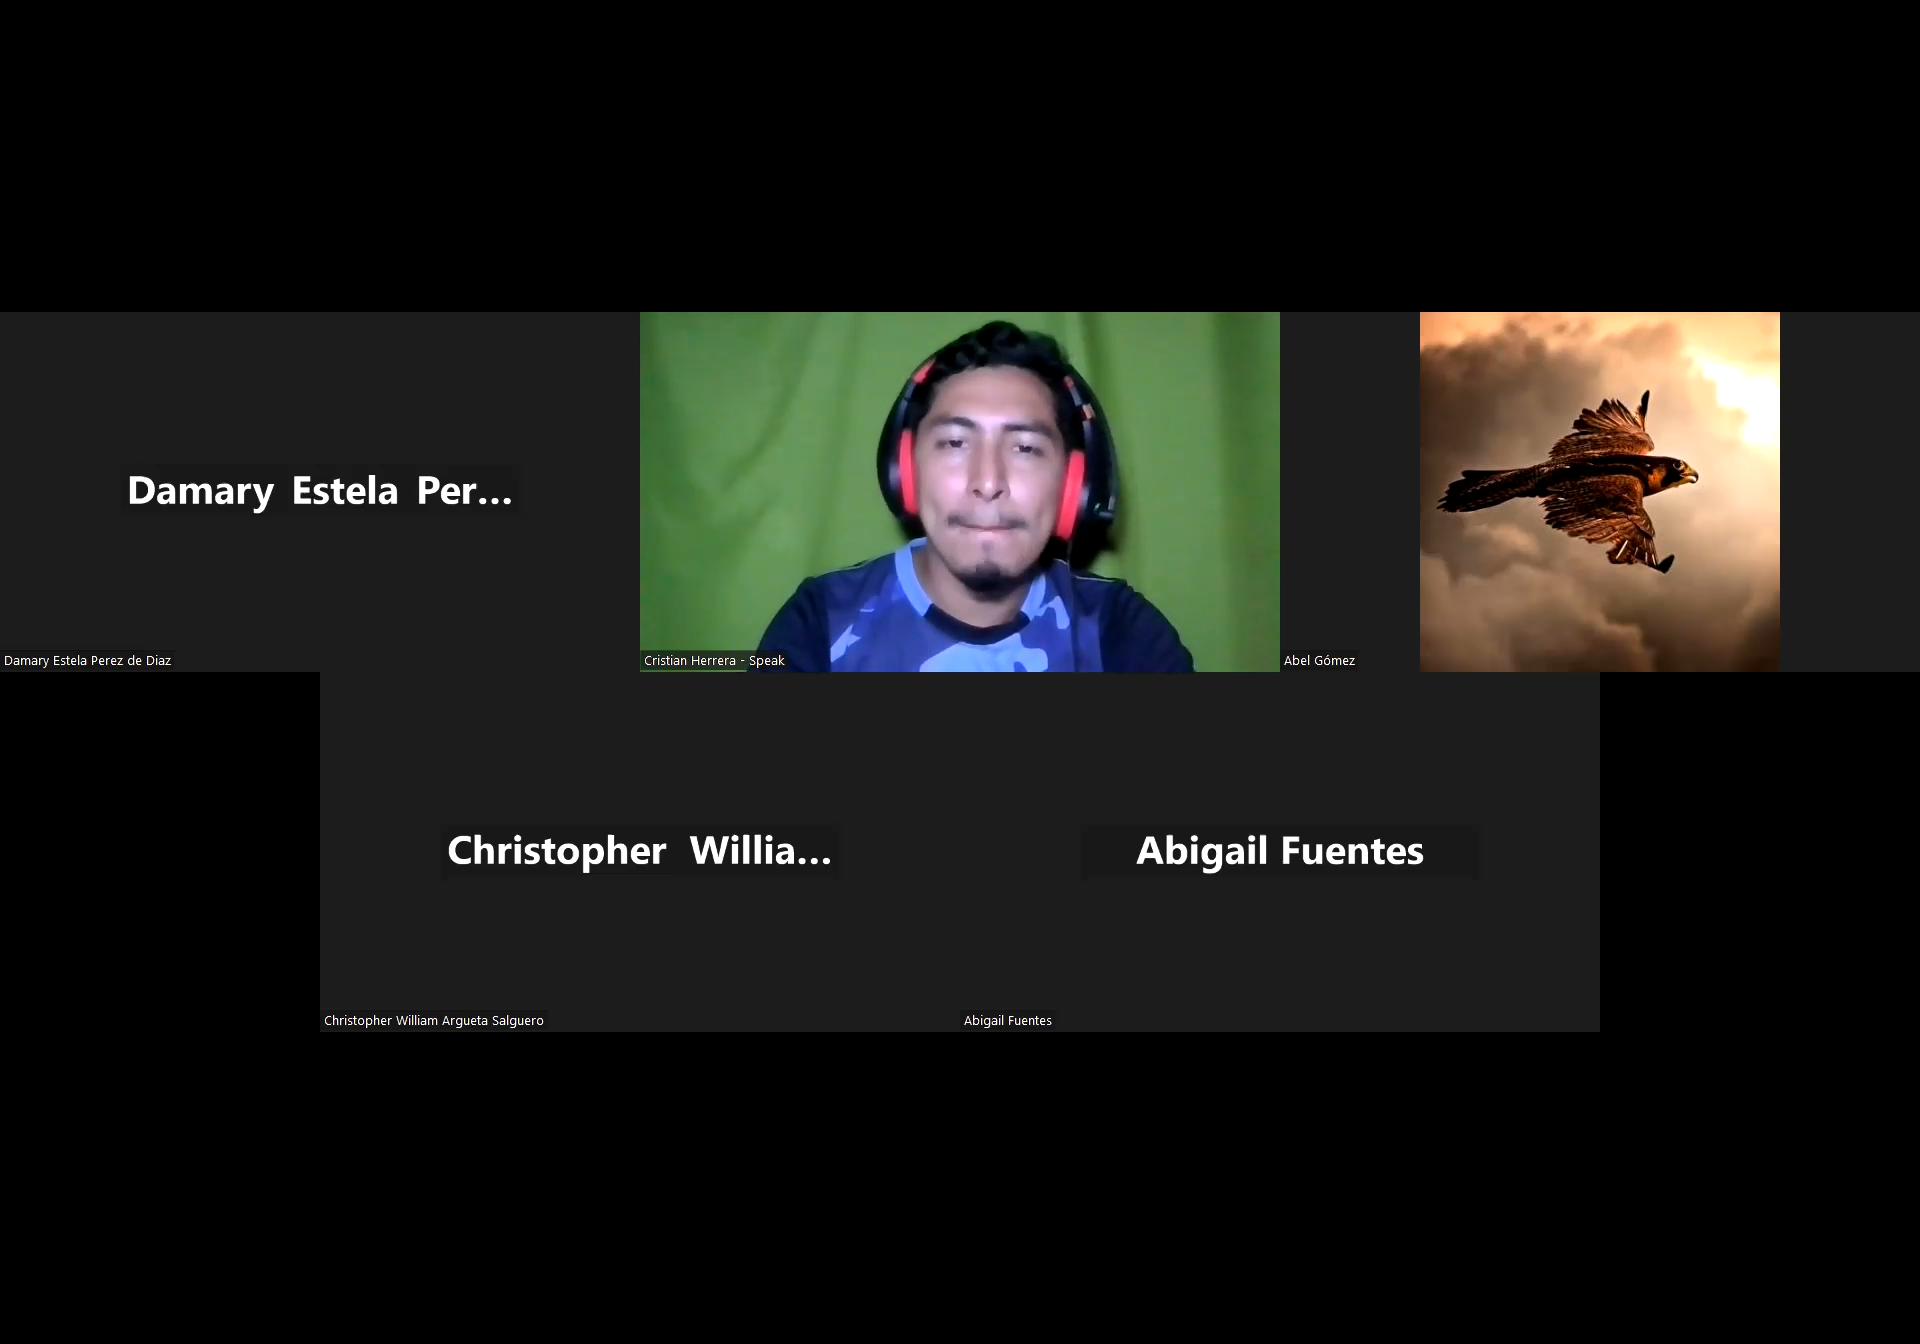 Damary Estela Per...
Damary Estela Perez de Diaz
Cristian Herrera - Speak
Abel Gómez
Christopher Willia...
Abigail Fuentes
Christopher William Argueta Salguero
Abigail Fuentes